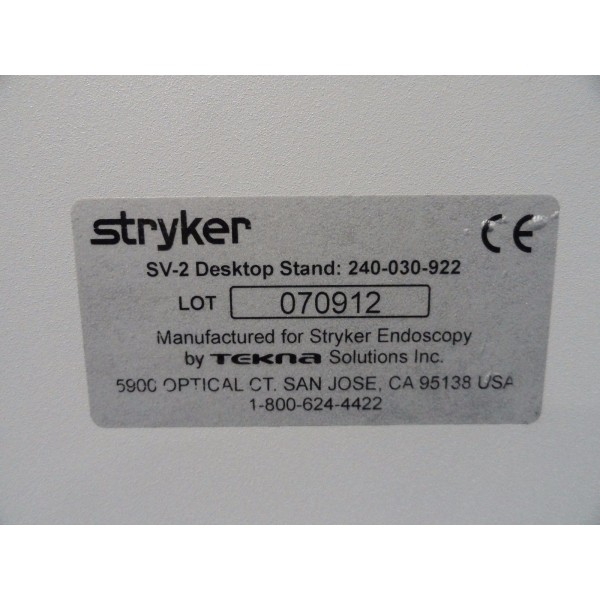 stryker CE
SV-2 Desktop Stand: 240-030-922
LOT 070912
Manufactured for Stryker Endoscopy
by TEKNA Solutions Inc.
5900 OPTICAL CT. SAN JOSE, CA 95138 USA
1-800-624-4422